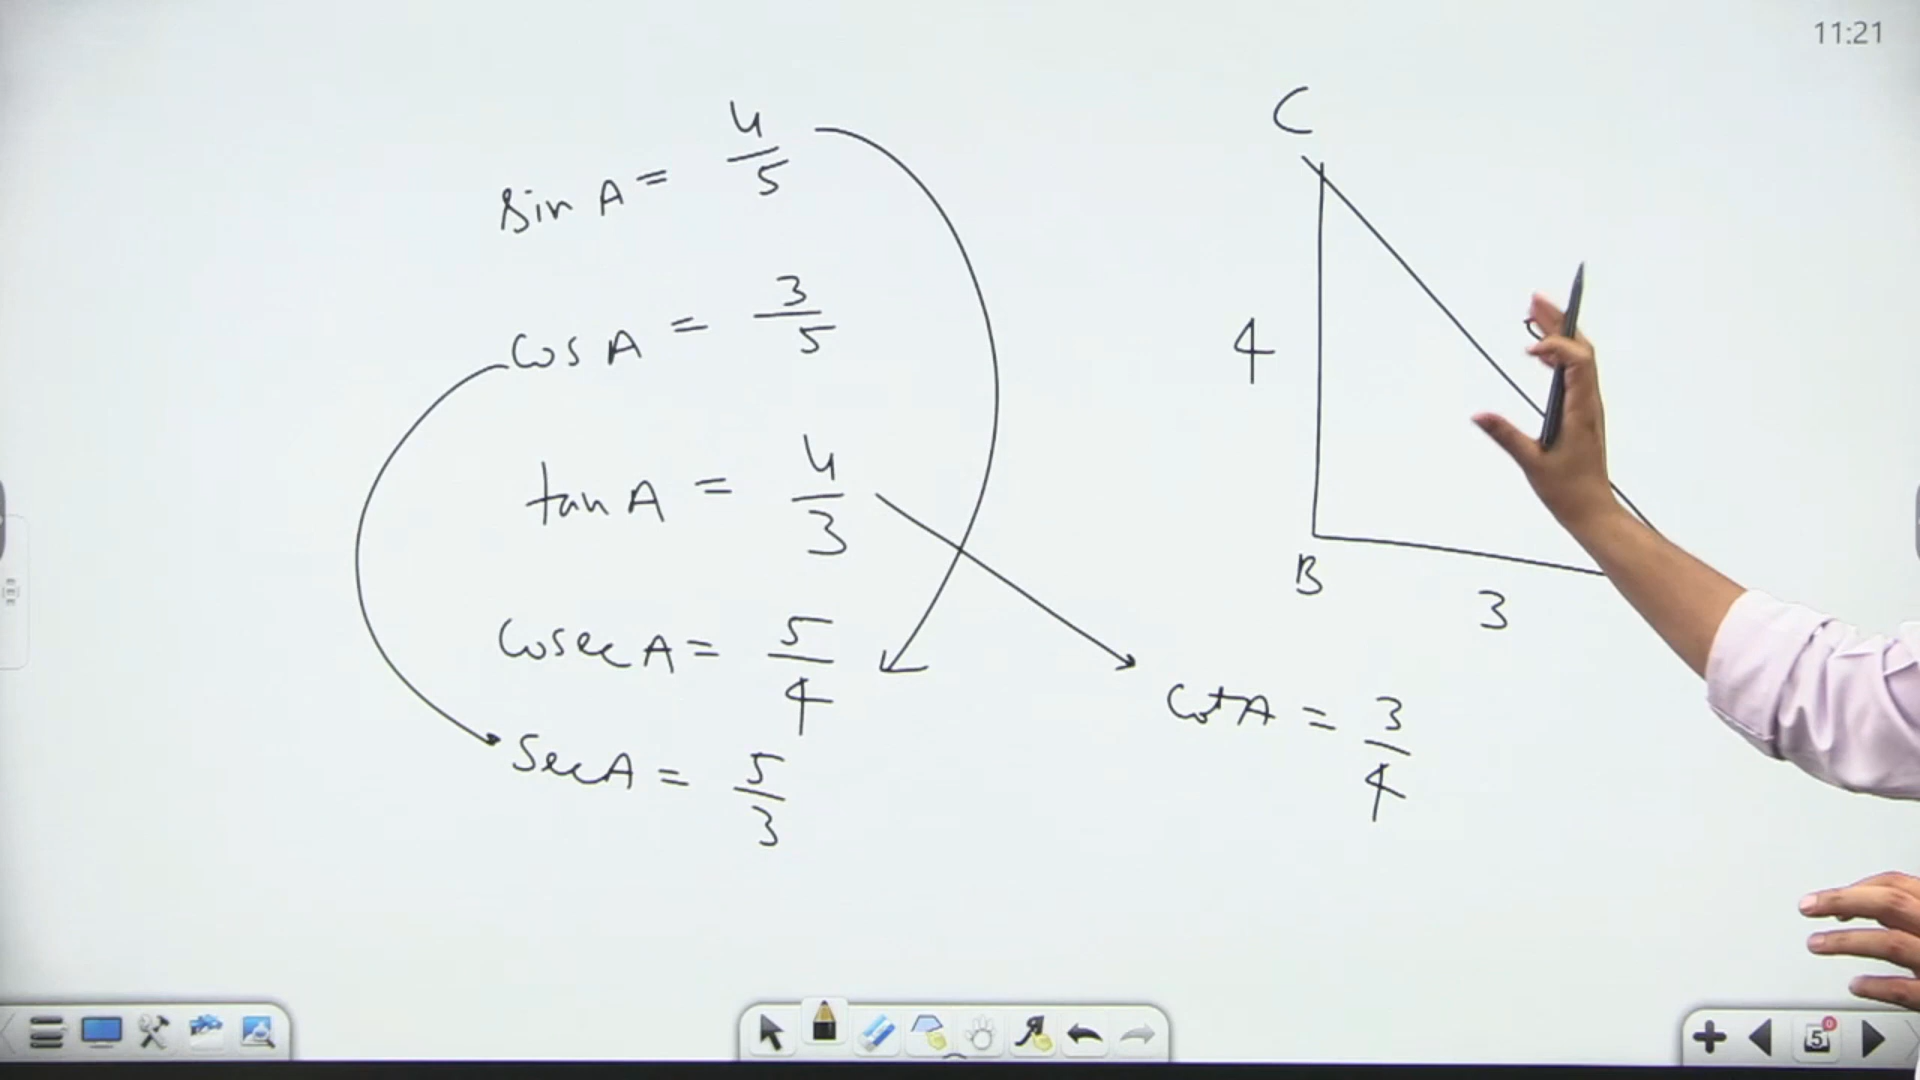 11:21
sin A = 4/5
cos A = 3/5
tan A = 4/3
cosec A = 5/4
sec A = 5/3
C
4
B
3
cot A = 3/4
5
0